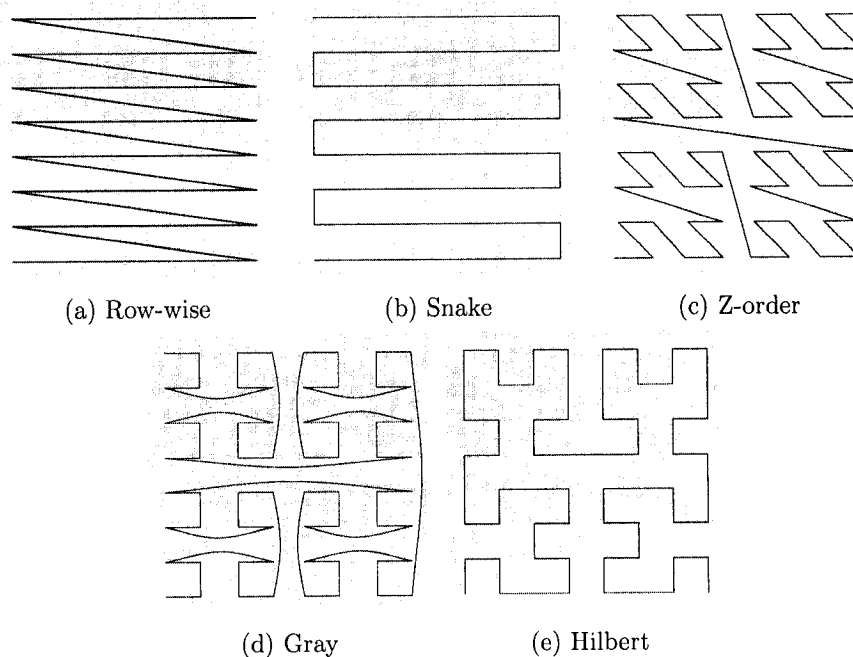 (a) Row-wise
(b) Snake
(c) Z-order
(d) Gray
(e) Hilbert